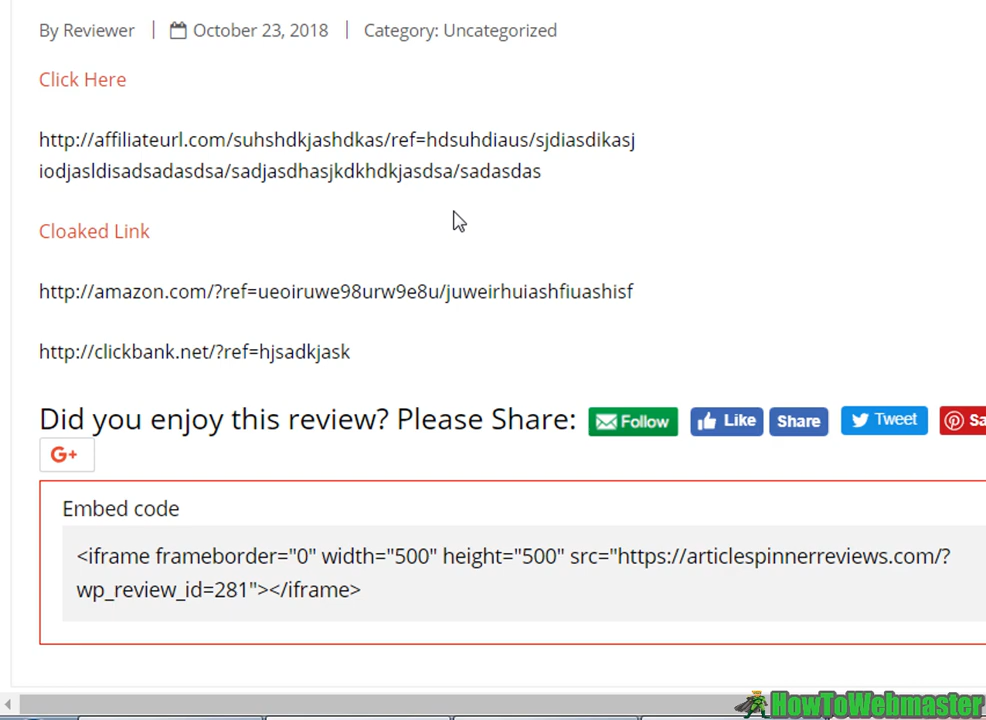 By Reviewer | October 23, 2018 | Category: Uncategorized
Click Here
http://affiliateurl.com/suhshdkjashdkas/ref=hdsuhdiaus/sjdiasdikasj
iodjasldisadsadasdsa/sadjasdhasjkdkhdkjasdsa/sadasdas
Cloaked Link
http://amazon.com/?ref=ueoiruwe98urw9e8u/juweirhuiashfiuashisf
http://clickbank.net/?ref=hjsadkjask
Did you enjoy this review? Please Share: Follow Like Share Tweet Sa
G+
Embed code
<iframe frameborder="0" width="500" height="500" src="https://articlespinnerreviews.com/?
wp_review_id=281"></iframe>
HowToWebmaster